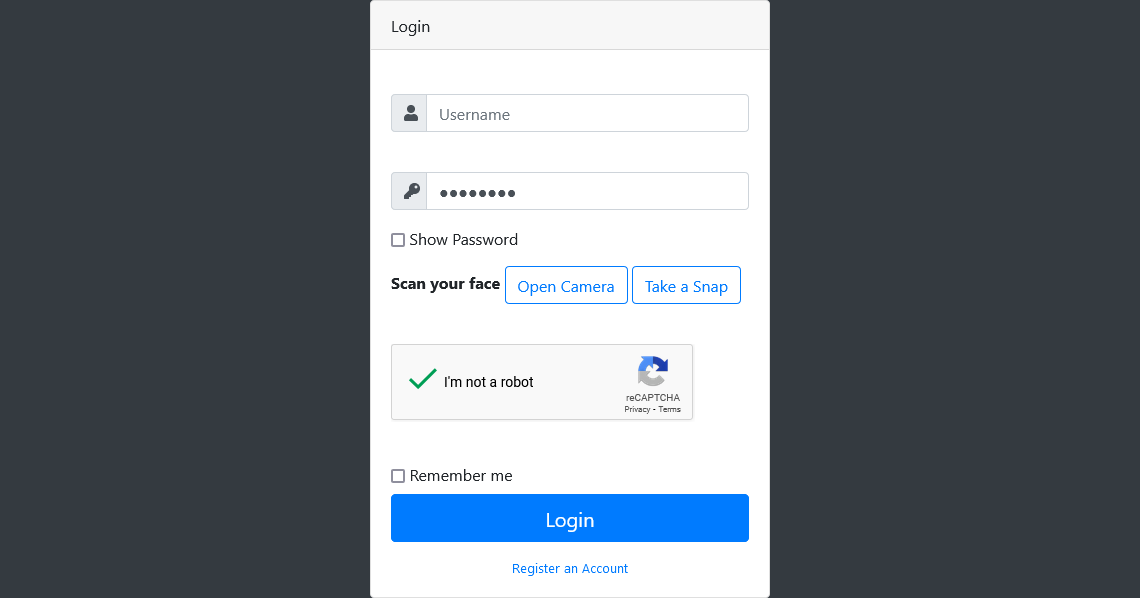 Login
Username
●●●●●●●●
Show Password
Scan your face Open Camera Take a Snap
I'm not a robot
reCAPTCHA
Privacy - Terms
Remember me
Login
Register an Account